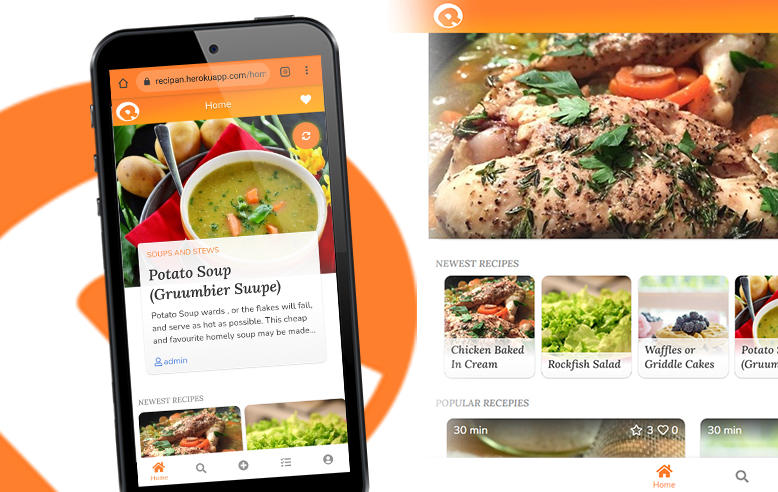 recipan.herokuapp.com/hom
Home
SOUPS AND STEWS
Potato Soup
(Gruumbier Suupe)
Potato Soup wards , or the flakes will fall,
and serve as hot as possible. This cheap
and favourite homely soup may be made...
admin
NEWEST RECIPES
Home
NEWEST RECIPES
Chicken Baked
In Cream
Rockfish Salad
Waffles or
Griddle Cakes
Potato S
(Gruum
POPULAR RECEPIES
30 min
3
0
30 min
Home